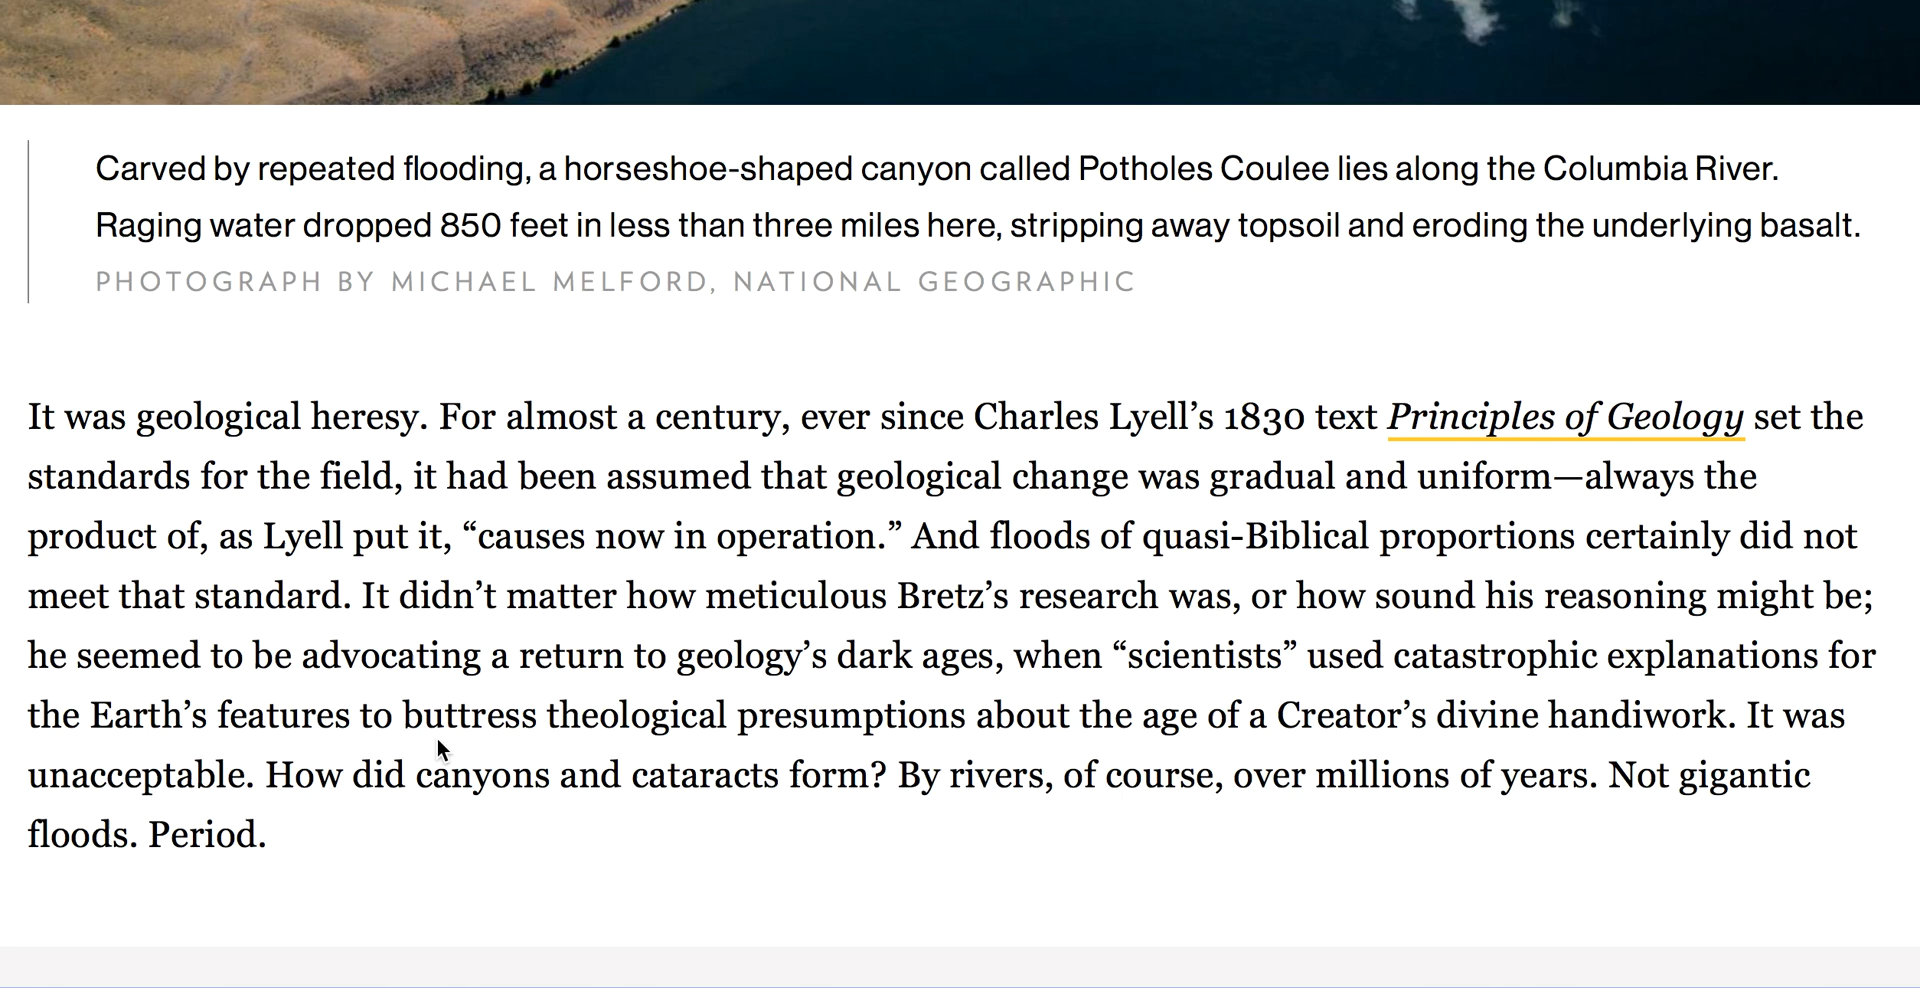 Carved by repeated flooding, a horseshoe-shaped canyon called Potholes Coulee lies along the Columbia River.
Raging water dropped 850 feet in less than three miles here, stripping away topsoil and eroding the underlying basalt.
PHOTOGRAPH BY MICHAEL MELFORD, NATIONAL GEOGRAPHIC
It was geological heresy. For almost a century, ever since Charles Lyell’s 1830 text Principles of Geology set the
standards for the field, it had been assumed that geological change was gradual and uniform—always the
product of, as Lyell put it, “causes now in operation.” And floods of quasi-Biblical proportions certainly did not
meet that standard. It didn’t matter how meticulous Bretz’s research was, or how sound his reasoning might be;
he seemed to be advocating a return to geology’s dark ages, when “scientists” used catastrophic explanations for
the Earth’s features to buttress theological presumptions about the age of a Creator’s divine handiwork. It was
unacceptable. How did canyons and cataracts form? By rivers, of course, over millions of years. Not gigantic
floods. Period.